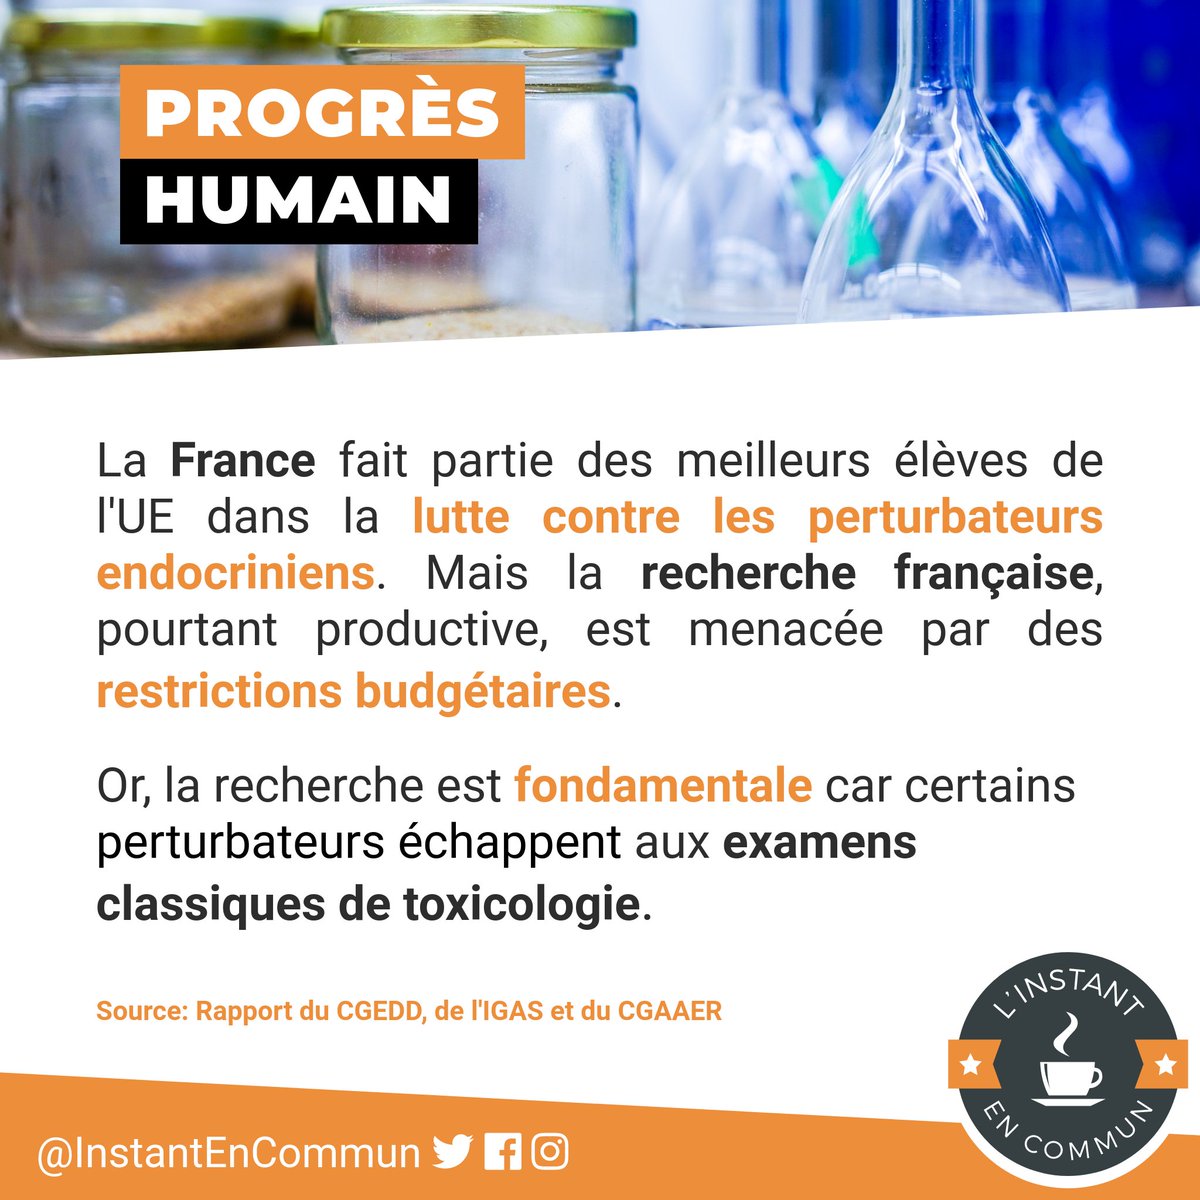 PROGRÈS
HUMAIN
La France fait partie des meilleurs élèves de
l'UE dans la lutte contre les perturbateurs
endocriniens. Mais la recherche française,
pourtant productive, est menacée par des
restrictions budgétaires.
Or, la recherche est fondamentale car certains
perturbateurs échappent aux examens
classiques de toxicologie.
Source: Rapport du CGEDD, de l'IGAS et du CGAAER
L'INSTANT
EN COMMUN
@InstantEnCommun